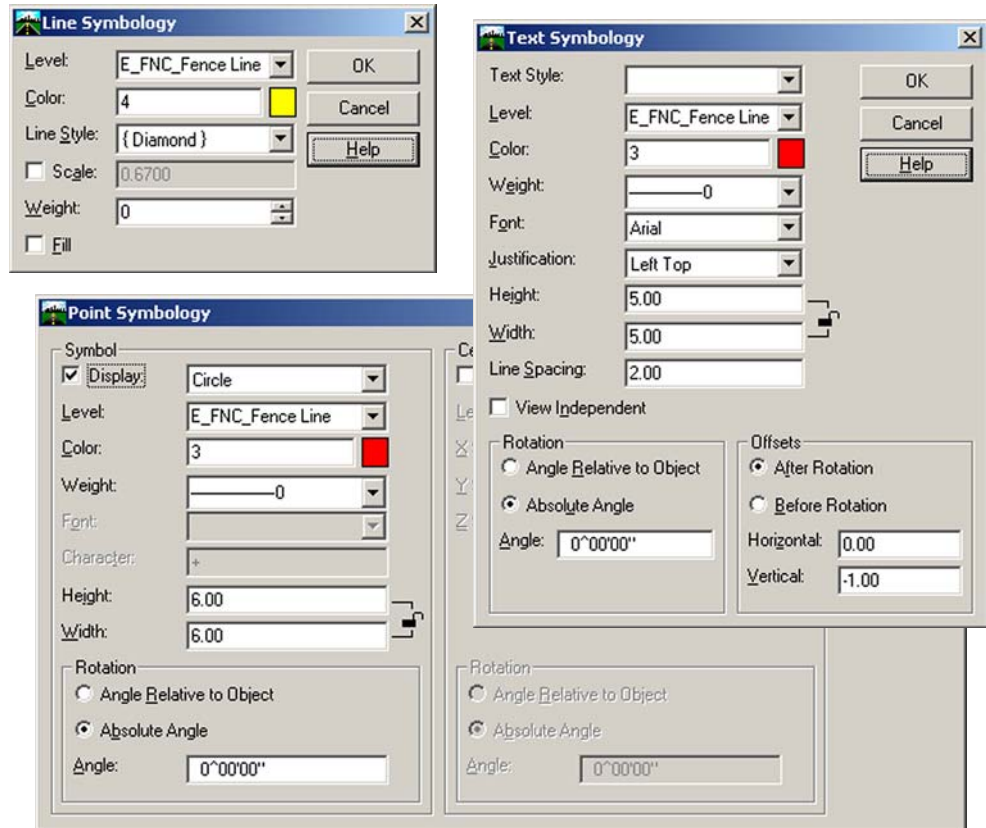 Line Symbology
Level: E_FNC_Fence Line OK
Color: 4 Cancel
Line Style: { Diamond } Help
Scale: 0.6700
Weight: 0
Fill
Text Symbology
Text Style: OK
Level: E_FNC_Fence Line Cancel
Color: 3 Help
Weight: 0
Font: Arial
Justification: Left Top
Height: 5.00
Width: 5.00
Line Spacing: 2.00
View Independent
Rotation
Angle Relative to Object
Absolute Angle
Angle: 0^00'00"
Offsets
After Rotation
Before Rotation
Horizontal: 0.00
Vertical: -1.00
Point Symbology
Symbol
Display: Circle
Level: E_FNC_Fence Line
Color: 3
Weight: 0
Font:
Character: +
Height: 6.00
Width: 6.00
Rotation
Angle Relative to Object
Absolute Angle
Angle: 0^00'00"
Ce
Le
X
Y
Z
Rotation
Angle Relative to Object
Absolute Angle
Angle: 0^00'00"